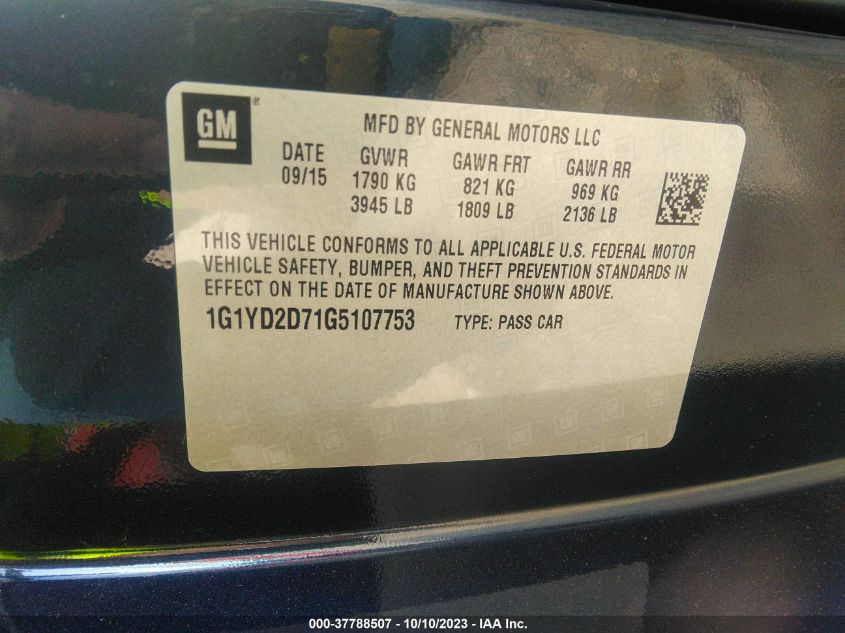 GM®
MFD BY GENERAL MOTORS LLC
DATE GVWR GAWR FRT GAWR RR
09/15 1790 KG 821 KG 969 KG
3945 LB 1809 LB 2136 LB
THIS VEHICLE CONFORMS TO ALL APPLICABLE U.S. FEDERAL MOTOR
VEHICLE SAFETY, BUMPER, AND THEFT PREVENTION STANDARDS IN
EFFECT ON THE DATE OF MANUFACTURE SHOWN ABOVE.
1G1YD2D71G5107753 TYPE: PASS CAR
000-37788507 - 10/10/2023 - IAA Inc.